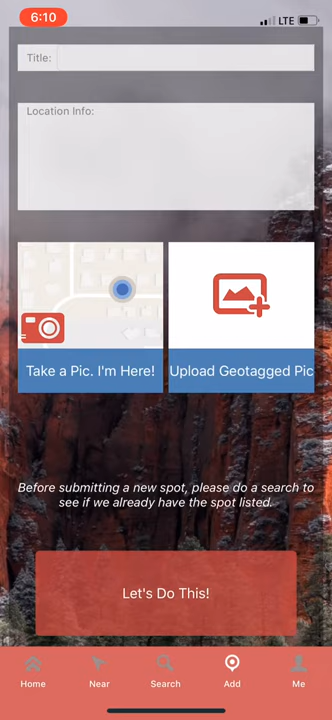 6:10
LTE
Title:
Location Info:
Take a Pic. I'm Here!
Upload Geotagged Pic
Before submitting a new spot, please do a search to
see if we already have the spot listed.
Let's Do This!
Home
Near
Search
Add
Me